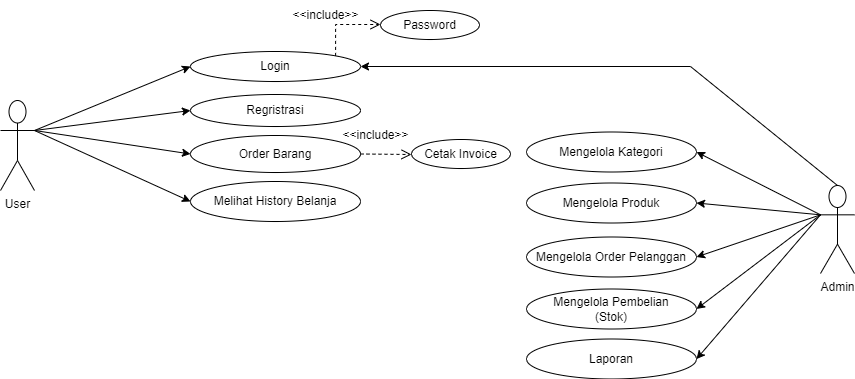 <<include>>
Password
Login
Regristrasi
<<include>>
Order Barang
Cetak Invoice
Mengelola Kategori
Melihat History Belanja
User
Mengelola Produk
Mengelola Order Pelanggan
Admin
Mengelola Pembelian
(Stok)
Laporan